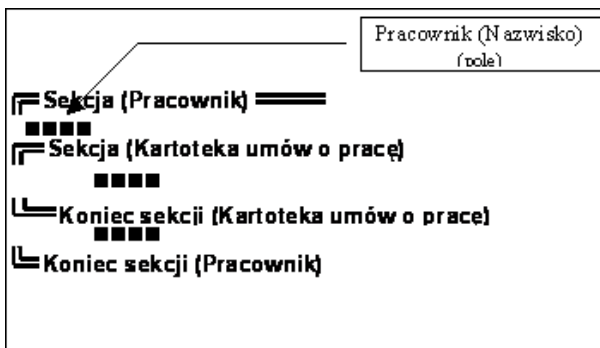 Pracownik (Nazwisko)
(pole)
Sekcja (Pracownik)
Sekcja (Kartoteka umów o pracę)
Koniec sekcji (Kartoteka umów o pracę)
Koniec sekcji (Pracownik)